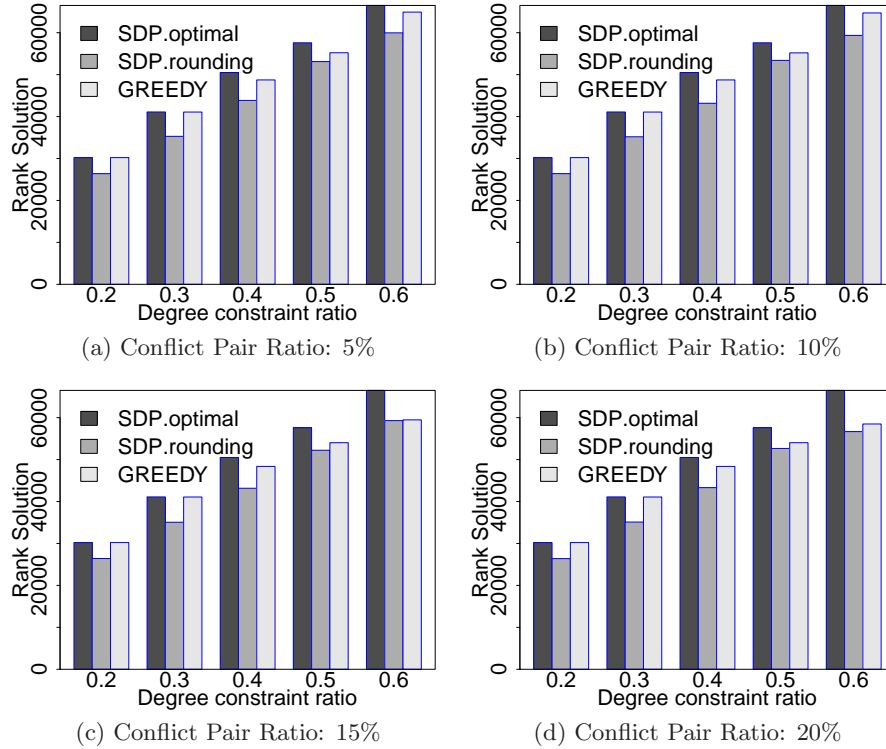 60000
40000
20000
0
Rank Solution
SDP.optimal
SDP.rounding
GREEDY
0.2 0.3 0.4 0.5 0.6
Degree constraint ratio
(a) Conflict Pair Ratio: 5%
60000
40000
20000
0
Rank Solution
SDP.optimal
SDP.rounding
GREEDY
0.2 0.3 0.4 0.5 0.6
Degree constraint ratio
(b) Conflict Pair Ratio: 10%
60000
40000
20000
0
Rank Solution
SDP.optimal
SDP.rounding
GREEDY
0.2 0.3 0.4 0.5 0.6
Degree constraint ratio
(c) Conflict Pair Ratio: 15%
60000
40000
20000
0
Rank Solution
SDP.optimal
SDP.rounding
GREEDY
0.2 0.3 0.4 0.5 0.6
Degree constraint ratio
(d) Conflict Pair Ratio: 20%